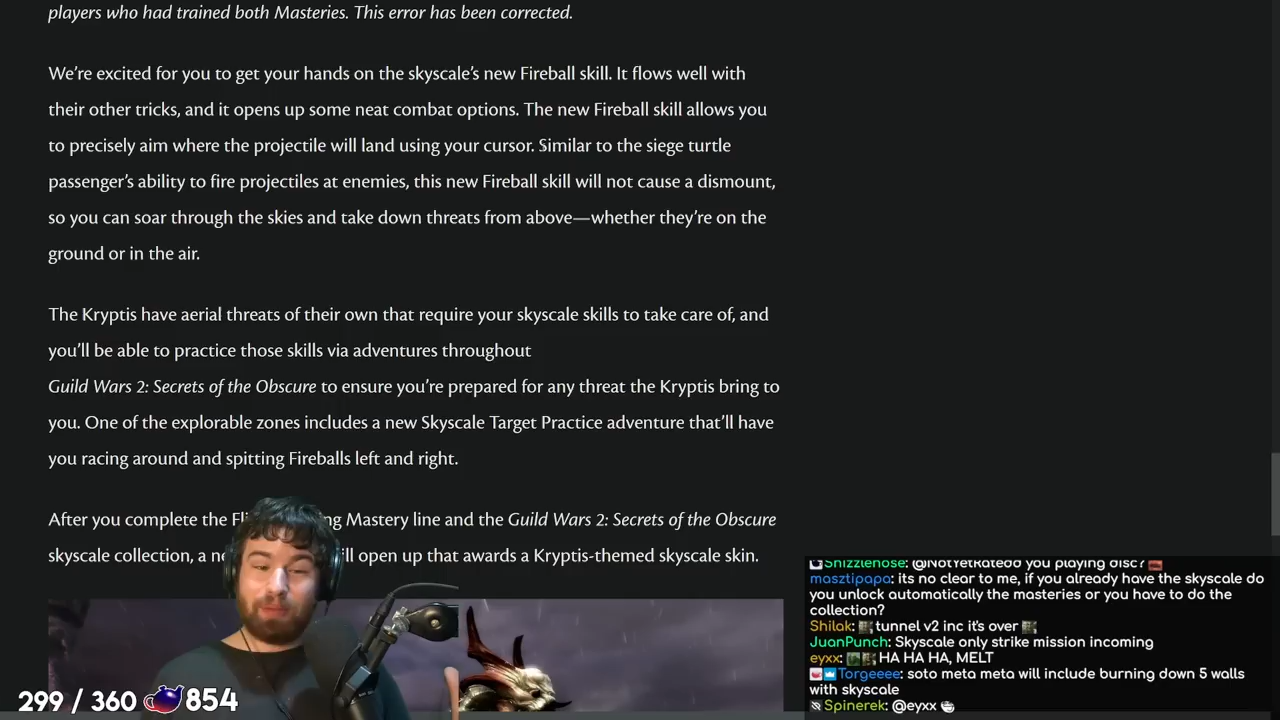 players who had trained both Masteries. This error has been corrected.
We're excited for you to get your hands on the skyscale's new Fireball skill. It flows well with
their other tricks, and it opens up some neat combat options. The new Fireball skill allows you
to precisely aim where the projectile will land using your cursor. Similar to the siege turtle
passenger's ability to fire projectiles at enemies, this new Fireball skill will not cause a dismount,
so you can soar through the skies and take down threats from above—whether they're on the
ground or in the air.
The Kryptis have aerial threats of their own that require your skyscale skills to take care of, and
you'll be able to practice those skills via adventures throughout
Guild Wars 2: Secrets of the Obscure to ensure you're prepared for any threat the Kryptis bring to
you. One of the explorable zones includes a new Skyscale Target Practice adventure that'll have
you racing around and spitting Fireballs left and right.
After you complete the Mastery line and the Guild Wars 2: Secrets of the Obscure
skyscale collection, a open up that awards a Kryptis-themed skyscale skin.
Shizzlehose: @NotYetRatedd you playing disc?
masztipapa: its no clear to me, if you already have the skyscale do
you unlock automatically the masteries or you have to do the
collection?
Shilak: tunnel v2 inc it's over
JuanPunch: Skyscale only strike mission incoming
eyxx: HA HA HA, MELT
Torgeeee: soto meta meta will include burning down 5 walls
with skyscale
Spinerek: @eyxx
299 / 360 854